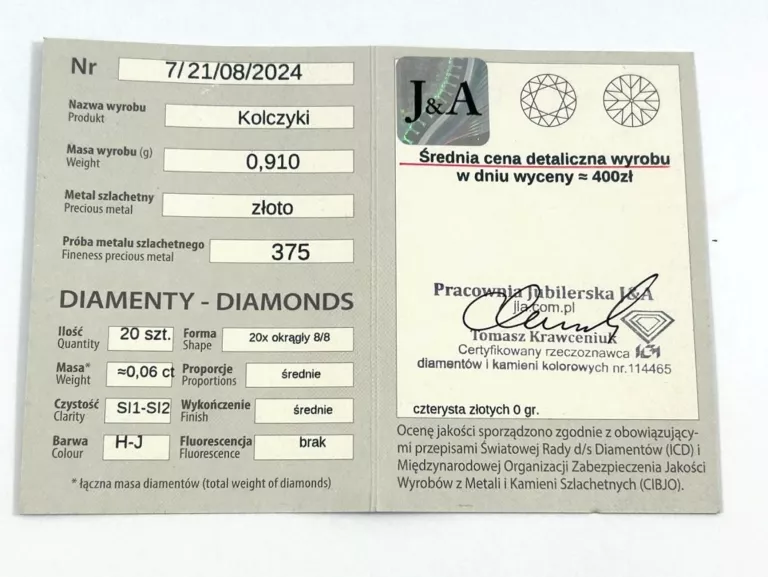 Nr 7/21/08/2024
Nazwa wyrobu
Produkt
Kolczyki
Masa wyrobu (g)
Weight
0,910
Metal szlachetny
Precious metal
złoto
Próba metalu szlachetnego
Fineness precious metal
375
DIAMENTY - DIAMONDS
Ilość
Quantity
20 szt.
Forma
Shape
20x okrągły 8/8
Masa*
Weight
≈0,06 ct
Proporcje
Proportions
średnie
Czystość
Clarity
SI1-SI2
Wykończenie
Finish
średnie
Barwa
Colour
H-J
Fluorescencja
Fluorescence
brak
* łączna masa diamentów (total weight of diamonds)
J&A
Średnia cena detaliczna wyrobu
w dniu wyceny ≈ 400zł
Pracownia Jubilerska J&A
jla.com.pl
Tomasz Krawceniuk
Certyfikowany rzeczoznawca
diamentów i kamieni kolorowych nr.114465
czterysta złotych 0 gr.
Ocenę jakości sporządzono zgodnie z obowiązujący-
mi przepisami Światowej Rady d/s Diamentów (ICD) i
Międzynarodowej Organizacji Zabezpieczenia Jakości
Wyrobów z Metali i Kamieni Szlachetnych (CIBJO).